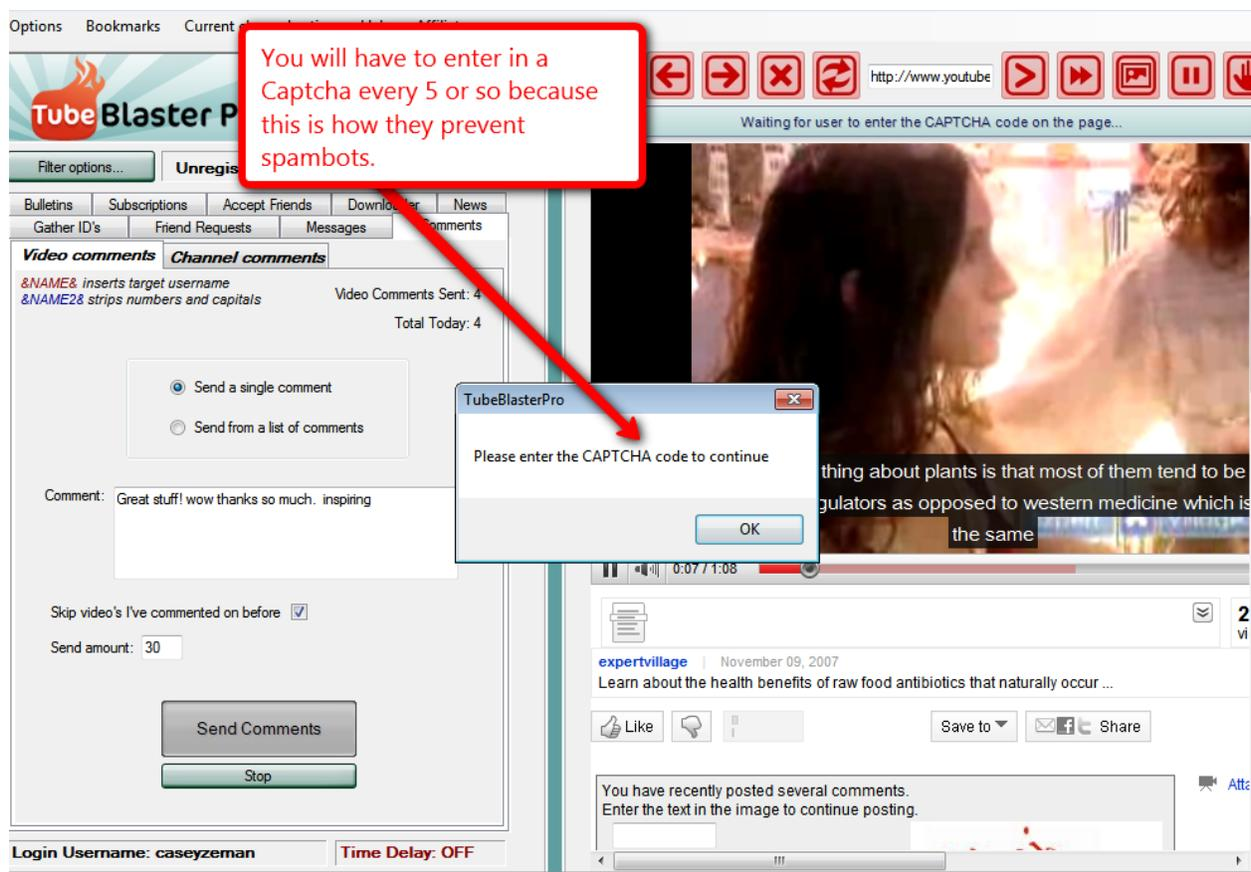 Options Bookmarks Current
You will have to enter in a
Captcha every 5 or so because
this is how they prevent
spambots.
http://www.youtube
TubeBlaster P
Waiting for user to enter the CAPTCHA code on the page...
Filter options...
Unregis
Bulletins Subscriptions Accept Friends News
Gather ID's Friend Requests Messages
Video comments Channel comments
&NAME& inserts target username
&NAME2& strips numbers and capitals
Video Comments Sent: 4
Total Today: 4
Send a single comment
Send from a list of comments
TubeBlasterPro
Please enter the CAPTCHA code to continue
OK
Comment: Great stuff! wow thanks so much. inspiring
Skip video's I've commented on before
Send amount: 30
Send Comments
Stop
Login Username: caseyzeman Time Delay: OFF
thing about plants is that most of them tend to be
gulators as opposed to western medicine which is
the same
0:07 / 1:08
2
vi
expertvillage | November 09, 2007
Learn about the health benefits of raw food antibiotics that naturally occur ...
Like Save to Share
You have recently posted several comments.
Enter the text in the image to continue posting.
Atta